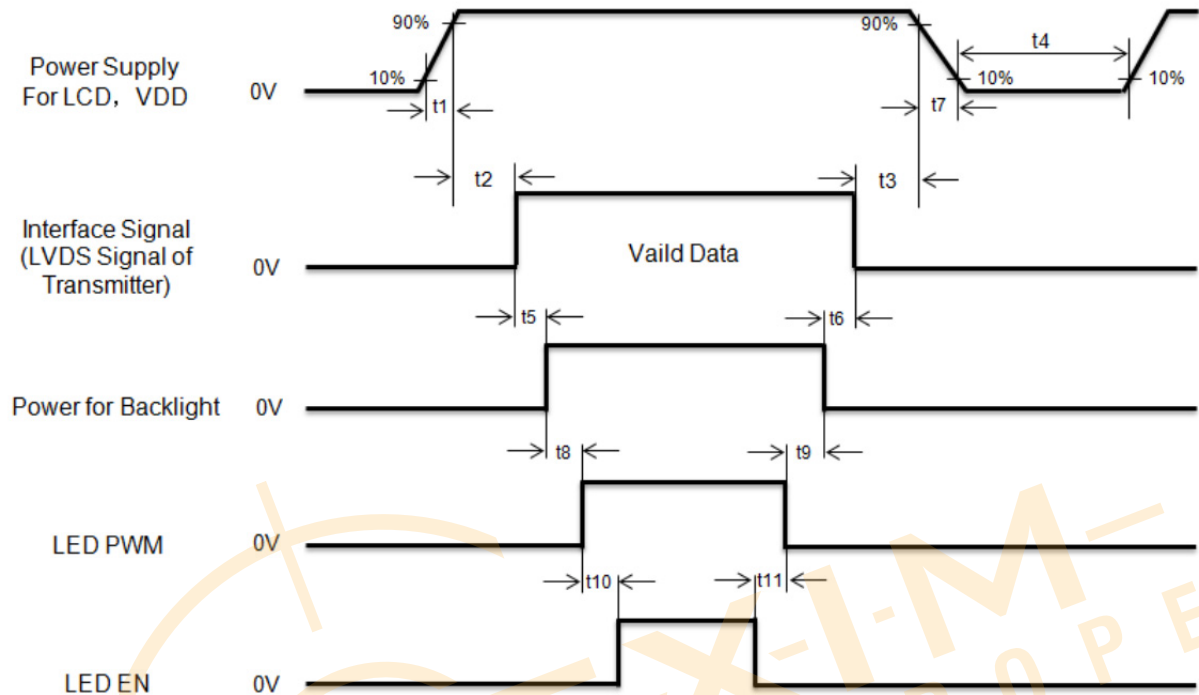 90%
90%
t4
Power Supply
For LCD，VDD
0V
10%
10%
10%
t1
t7
t2
t3
Interface Signal
(LVDS Signal of
Transmitter)
0V
Vaild Data
t5
t6
Power for Backlight
0V
t8
t9
LED PWM
0V
t10
t11
LED EN
0V